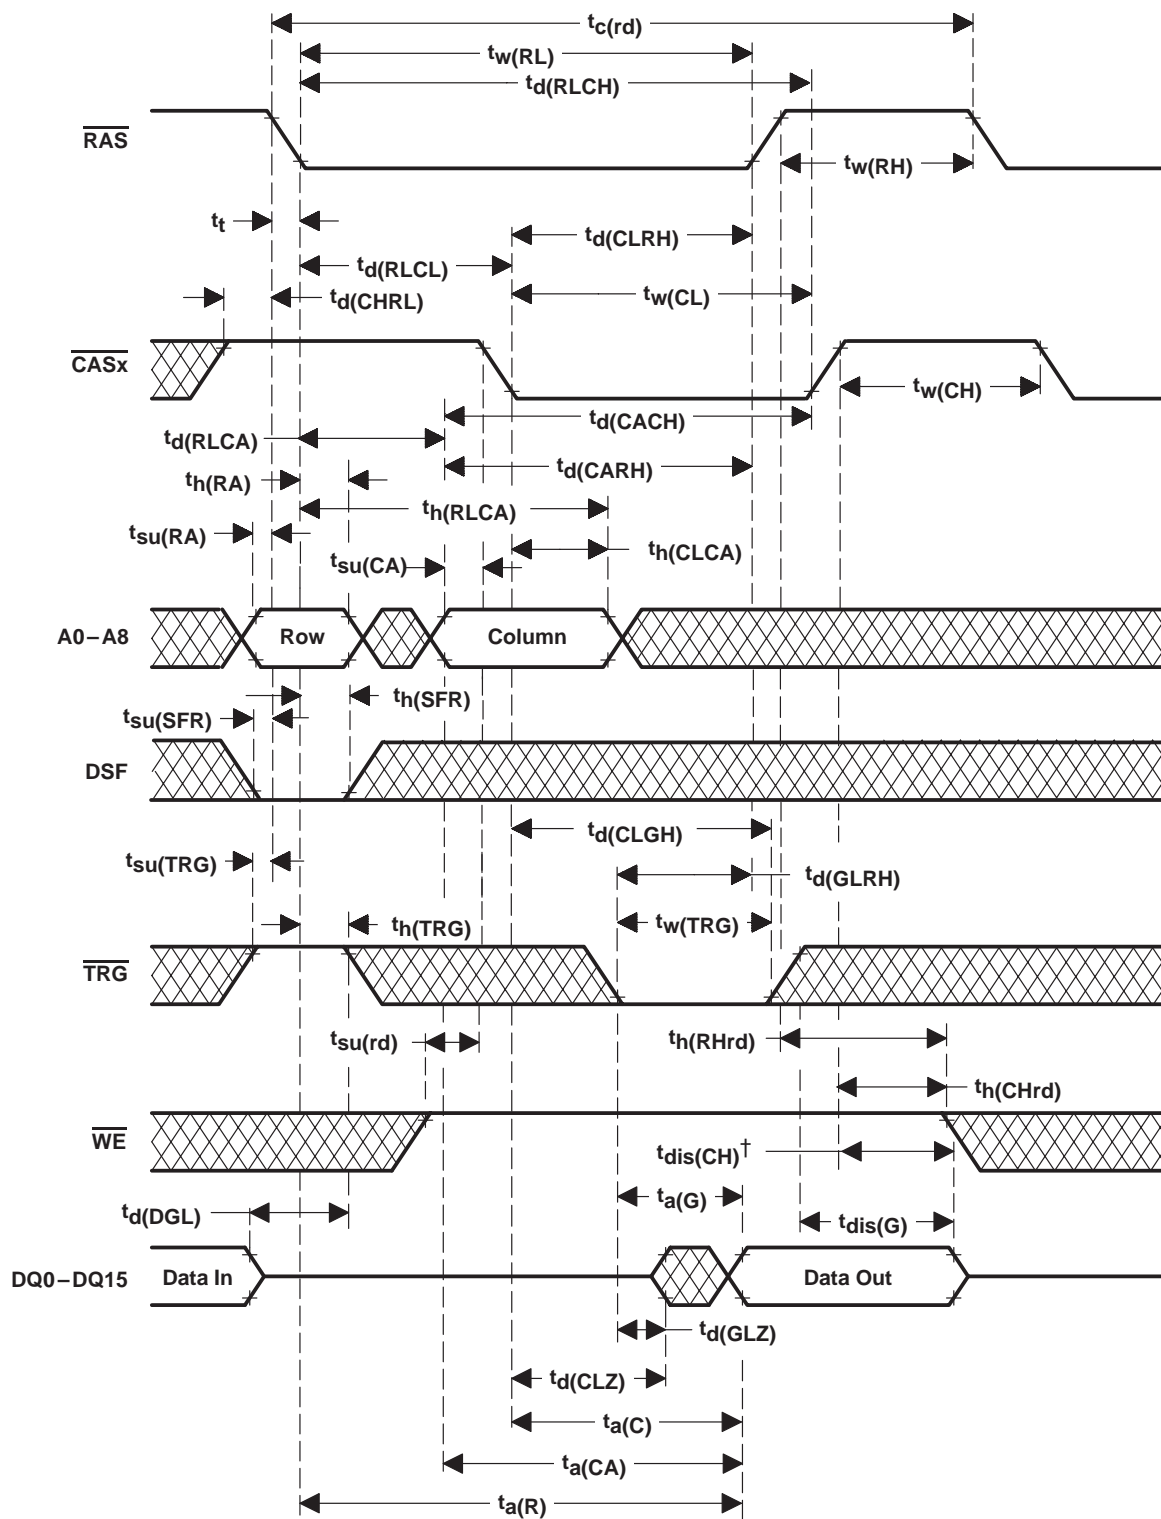 tc(rd)
tw(RL)
td(RLCH)
RAS
tw(RH)
tt
td(CLRH)
td(RLCL)
td(CHRL)
tw(CL)
CASx
tw(CH)
td(CACH)
td(RLCA)
td(CARH)
th(RA)
th(RLCA)
tsu(RA)
th(CLCA)
tsu(CA)
A0–A8
Row
Column
th(SFR)
tsu(SFR)
DSF
td(CLGH)
tsu(TRG)
td(GLRH)
th(TRG)
tw(TRG)
TRG
tsu(rd)
th(RHrd)
th(CHrd)
WE
tdis(CH)†
ta(G)
td(DGL)
tdis(G)
DQ0–DQ15
Data In
Data Out
td(GLZ)
td(CLZ)
ta(C)
ta(CA)
ta(R)